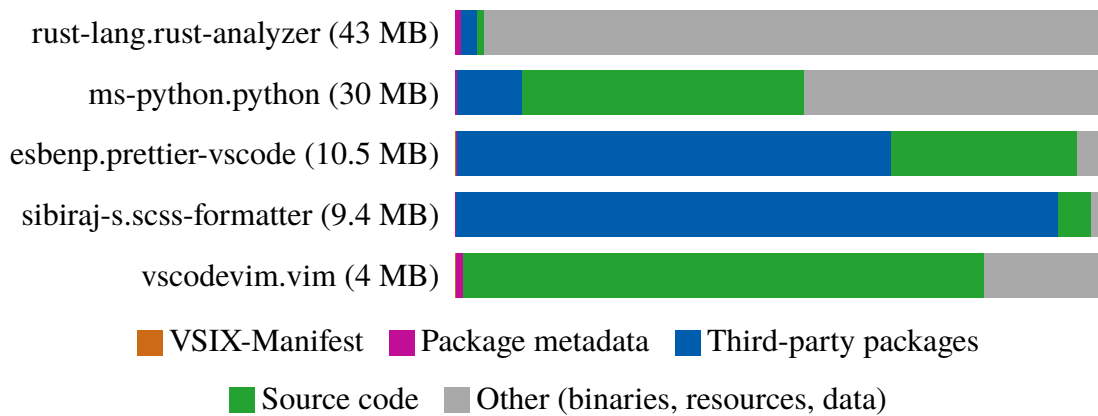 rust-lang.rust-analyzer (43 MB)
ms-python.python (30 MB)
esbenp.prettier-vscode (10.5 MB)
sibiraj-s.scss-formatter (9.4 MB)
vscodevim.vim (4 MB)
VSIX-Manifest Package metadata Third-party packages
Source code Other (binaries, resources, data)